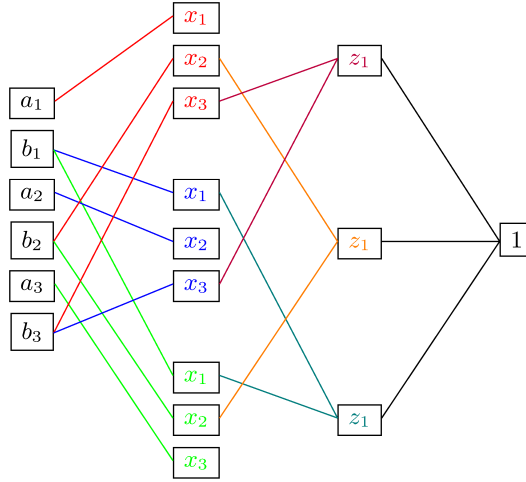 a₁
b₁
a₂
b₂
a₃
b₃
x₁
x₂
x₃
x₁
x₂
x₃
x₁
x₂
x₃
z₁
z₁
z₁
1